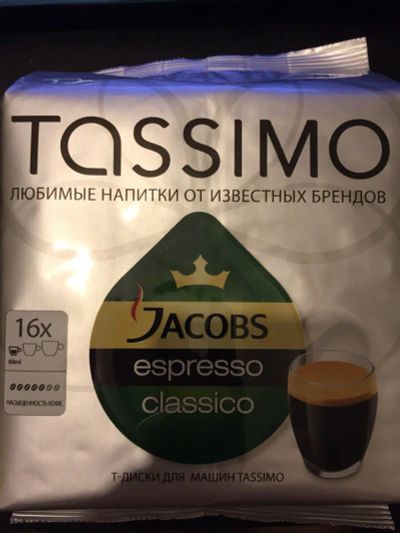 TASSIMO
ЛЮБИМЫЕ НАПИТКИ ОТ ИЗВЕСТНЫХ БРЕНДОВ
JACOBS
espresso
classico
16x
60ml
НАСЫЩЕННОСТЬ КОФЕ
Т-ДИСКИ ДЛЯ МАШИН TASSIMO